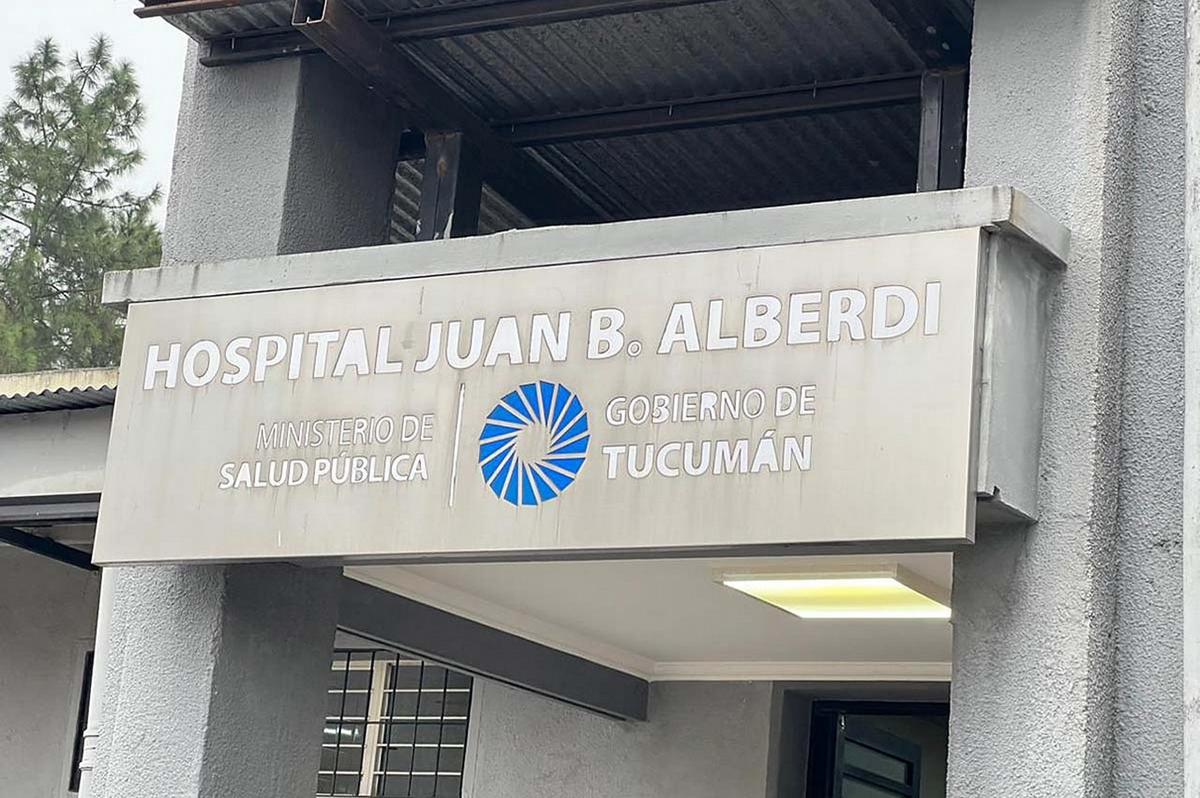 HOSPITAL JUAN B. ALBERDI
MINISTERIO DE
SALUD PÚBLICA
GOBIERNO DE
TUCUMÁN